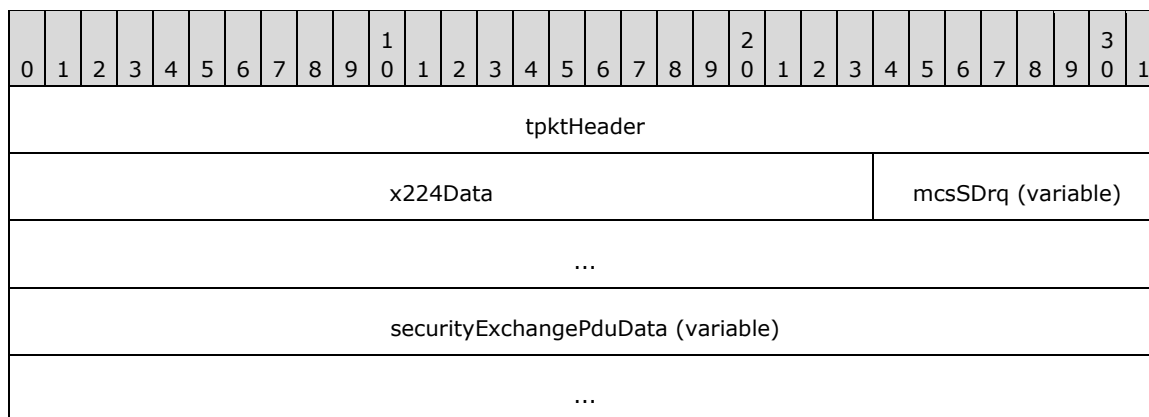 1 2 3
0 1 2 3 4 5 6 7 8 9 0 1 2 3 4 5 6 7 8 9 0 1 2 3 4 5 6 7 8 9 0 1
tpktHeader
x224Data mcsSDrq (variable)
...
securityExchangePduData (variable)
...